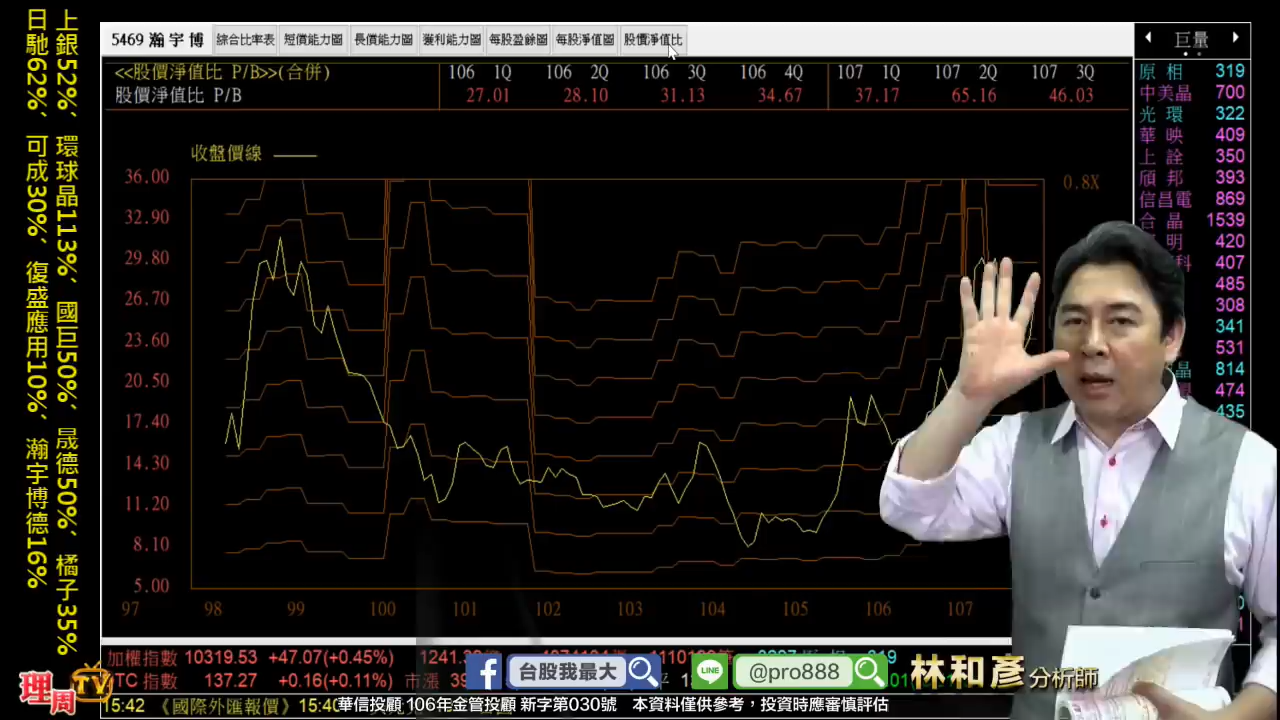 上銀52%、環球晶113%、國巨50%、晟德50%、橘子35%
日馳62%、可成30%、復盛應用10%、瀚宇博德16%
5469 瀚宇博 綜合比率表 短價能力圖 長價能力圖 獲利能力圖 每股盈餘圖 每股淨值圖 股價淨值比
巨量
<<股價淨值比 P/B>>(合併) 106 1Q 106 2Q 106 3Q 106 4Q 107 1Q 107 2Q 107 3Q
股價淨值比 P/B 27.01 28.10 31.13 34.67 37.17 65.16 46.03
收盤價線
0.8X
36.00
32.90
29.80
26.70
23.60
20.50
17.40
14.30
11.20
8.10
5.00
97 98 99 100 101 102 103 104 105 106 107
原相 319
中美晶 700
光環 322
華映 409
上詮 350
頎邦 393
信昌電 869
合晶 1539
明 420
科 407
485
308
341
531
晶 814
474
435
加權指數 10319.53 +47.07(+0.45%)
TC 指數 137.27 +0.16(+0.11%) 市漲
台股我最大
LINE @pro888
林和彥分析師
理周TV
15:42 《國際外匯報價》 15:40
華信投顧 106年金管投顧 新字第030號 本資料僅供參考，投資時應審慎評估